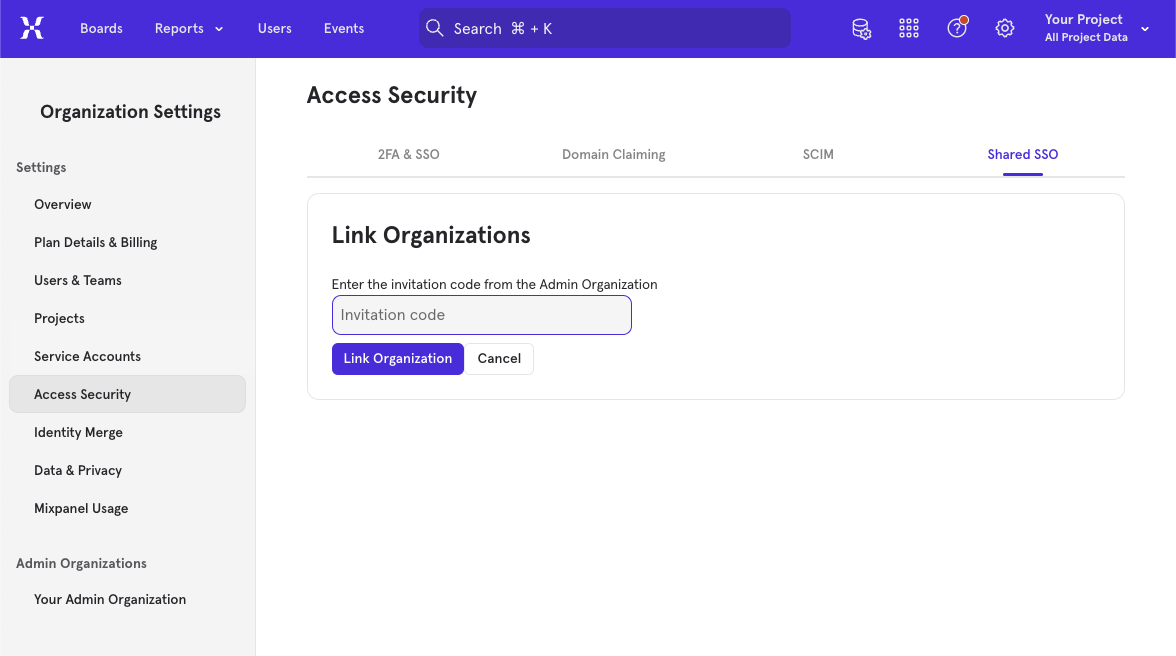 Boards
Reports
Users
Events
Search ⌘ + K
Your Project
All Project Data
Organization Settings
Settings
Overview
Plan Details & Billing
Users & Teams
Projects
Service Accounts
Access Security
Identity Merge
Data & Privacy
Mixpanel Usage
Admin Organizations
Your Admin Organization
Access Security
2FA & SSO
Domain Claiming
SCIM
Shared SSO
Link Organizations
Enter the invitation code from the Admin Organization
Invitation code
Link Organization
Cancel